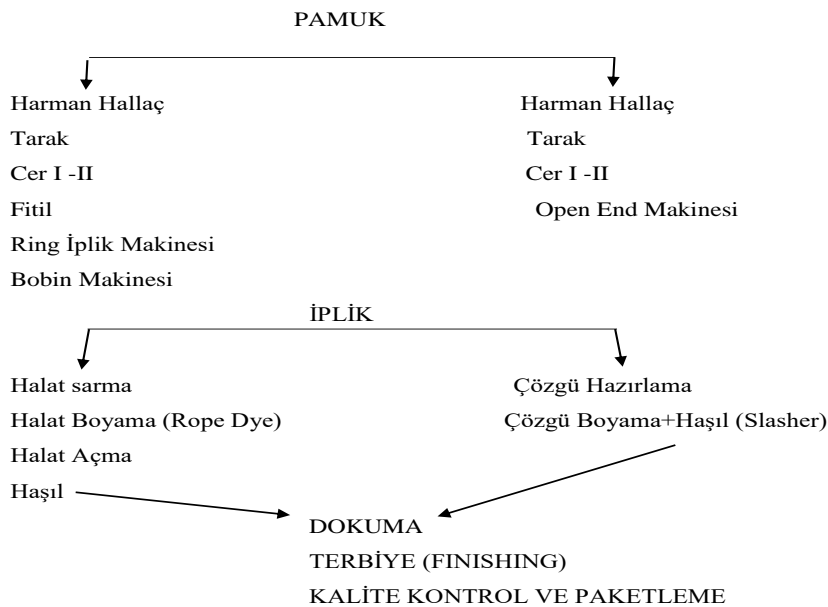 PAMUK
Harman Hallaç
Tarak
Cer I -II
Fitil
Ring İplik Makinesi
Bobin Makinesi
Harman Hallaç
Tarak
Cer I -II
Open End Makinesi
İPLİK
Halat sarma
Halat Boyama (Rope Dye)
Halat Açma
Haşıl
Çözgü Hazırlama
Çözgü Boyama+Haşıl (Slasher)
DOKUMA
TERBİYE (FINISHING)
KALİTE KONTROL VE PAKETLEME